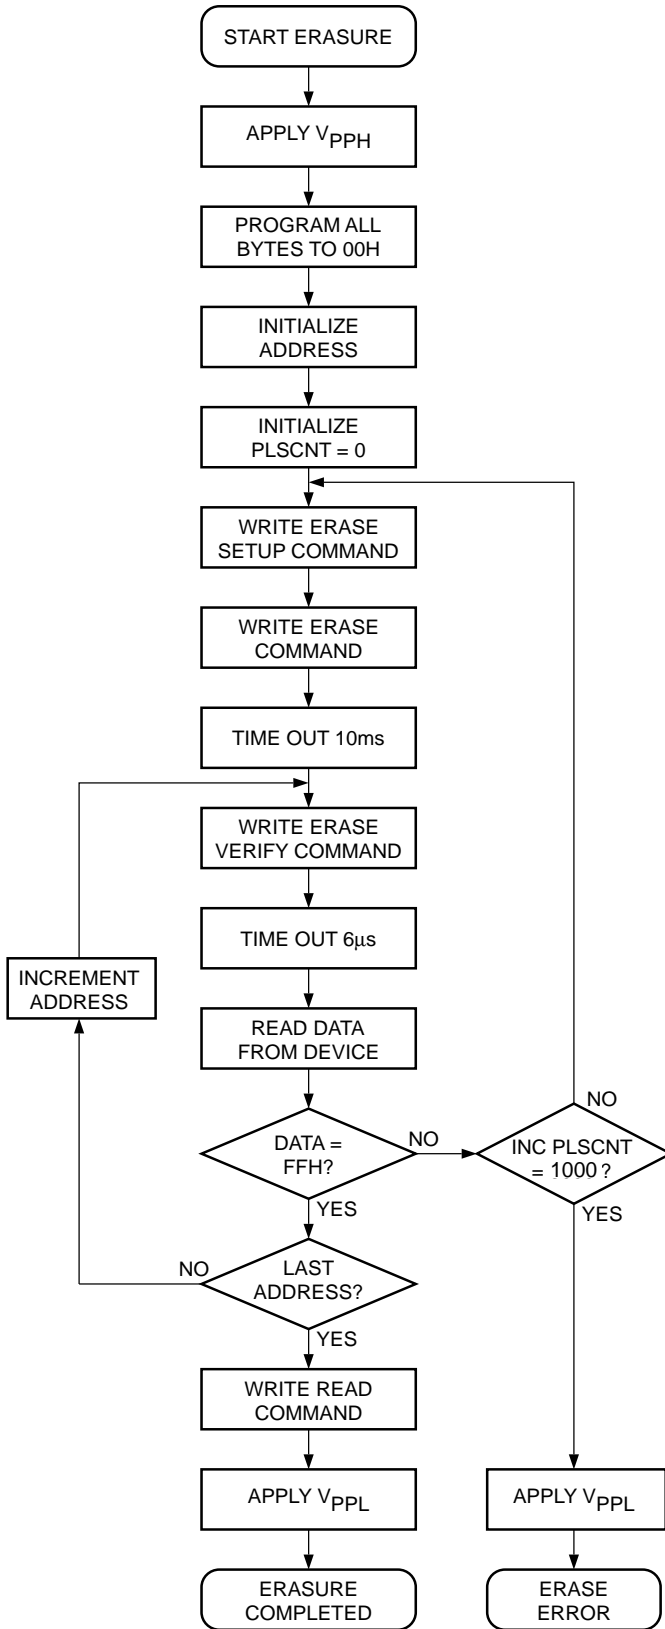 START ERASURE
APPLY VPPH
PROGRAM ALL
BYTES TO 00H
INITIALIZE
ADDRESS
INITIALIZE
PLSCNT = 0
WRITE ERASE
SETUP COMMAND
WRITE ERASE
COMMAND
TIME OUT 10ms
WRITE ERASE
VERIFY COMMAND
TIME OUT 6μs
INCREMENT
ADDRESS
READ DATA
FROM DEVICE
DATA =
FFH?
NO
YES
INC PLSCNT
= 1000 ?
NO
YES
LAST
ADDRESS?
NO
YES
WRITE READ
COMMAND
APPLY VPPL
APPLY VPPL
ERASURE
COMPLETED
ERASE
ERROR